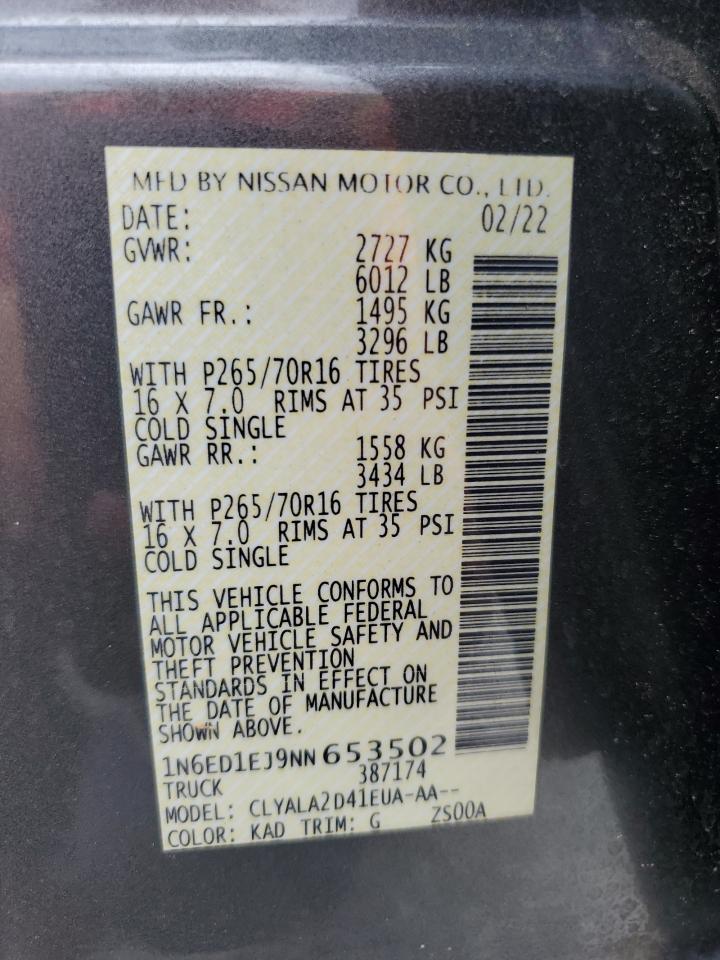 MFD BY NISSAN MOTOR CO., LTD.
DATE: 02/22
GVWR: 2727 KG
6012 LB
GAWR FR.: 1495 KG
3296 LB
WITH P265/70R16 TIRES
16 X 7.0 RIMS AT 35 PSI
COLD SINGLE
GAWR RR.: 1558 KG
3434 LB
WITH P265/70R16 TIRES
16 X 7.0 RIMS AT 35 PSI
COLD SINGLE
THIS VEHICLE CONFORMS TO
ALL APPLICABLE FEDERAL
MOTOR VEHICLE SAFETY AND
THEFT PREVENTION
STANDARDS IN EFFECT ON
THE DATE OF MANUFACTURE
SHOWN ABOVE.
1N6ED1EJ9NN653502
TRUCK 387174
MODEL: CLYALA2D41EUA-AA--
COLOR: KAD TRIM: G ZS00A